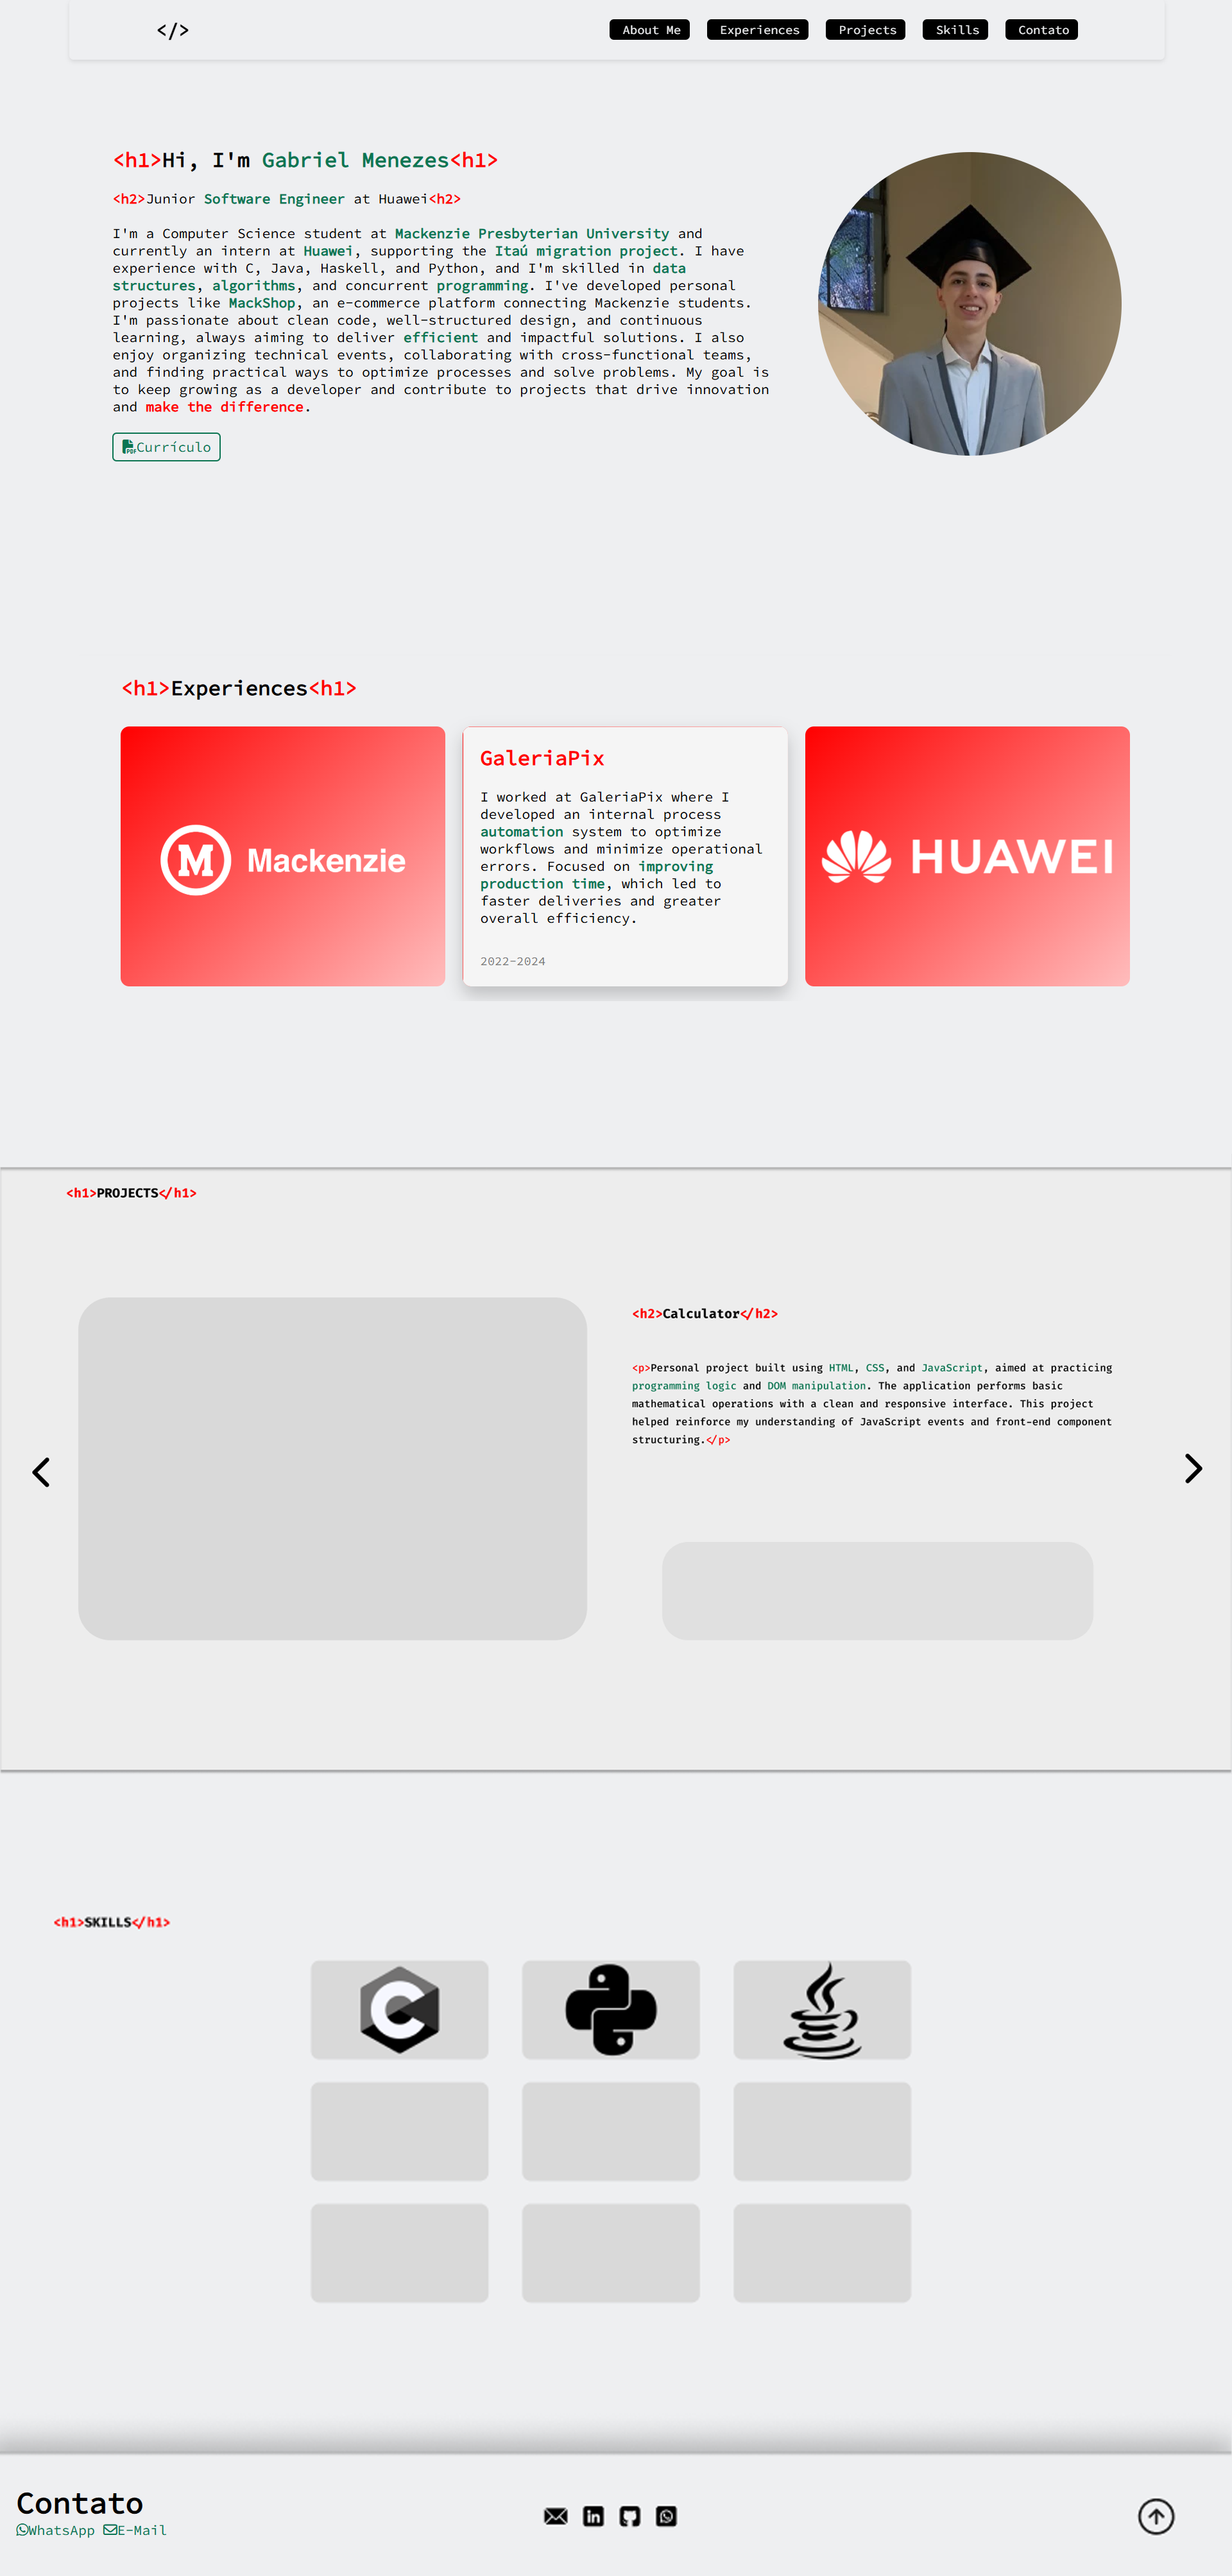 </>
About Me Experiences Projects Skills Contato
<h1>Hi, I'm Gabriel Menezes<h1>
<h2>Junior Software Engineer at Huawei<h2>
I'm a Computer Science student at Mackenzie Presbyterian University and
currently an intern at Huawei, supporting the Itaú migration project. I have
experience with C, Java, Haskell, and Python, and I'm skilled in data
structures, algorithms, and concurrent programming. I've developed personal
projects like MackShop, an e-commerce platform connecting Mackenzie students.
I'm passionate about clean code, well-structured design, and continuous
learning, always aiming to deliver efficient and impactful solutions. I also
enjoy organizing technical events, collaborating with cross-functional teams,
and finding practical ways to optimize processes and solve problems. My goal is
to keep growing as a developer and contribute to projects that drive innovation
and make the difference.
PDF Currículo
<h1>Experiences<h1>
M Mackenzie
GaleriaPix
I worked at GaleriaPix where I
developed an internal process
automation system to optimize
workflows and minimize operational
errors. Focused on improving
production time, which led to
faster deliveries and greater
overall efficiency.
2022-2024
HUAWEI
<h1>PROJECTS</h1>
<h2>Calculator</h2>
<p>Personal project built using HTML, CSS, and JavaScript, aimed at practicing
programming logic and DOM manipulation. The application performs basic
mathematical operations with a clean and responsive interface. This project
helped reinforce my understanding of JavaScript events and front-end component
structuring.</p>
<h1>SKILLS</h1>
C
Contato
WhatsApp E-Mail
in